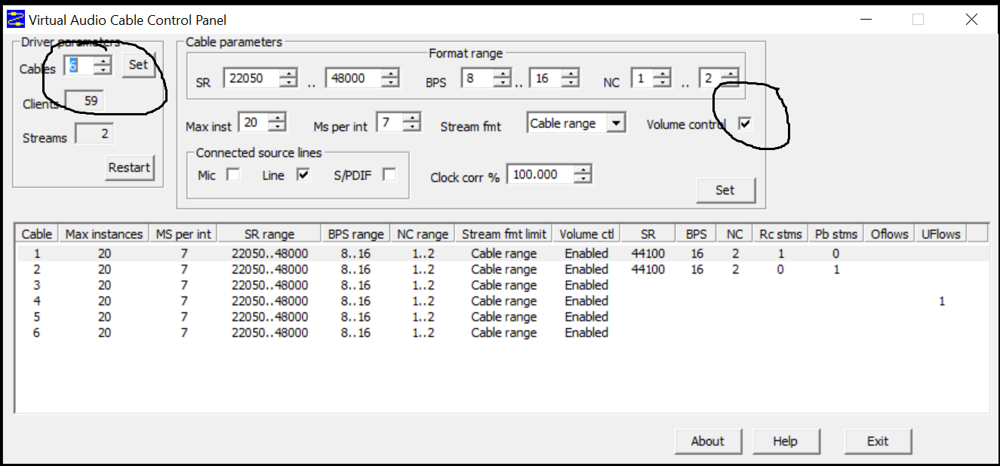 Virtual Audio Cable Control Panel
Driver parameters
Cables 6 Set
Clients 59
Streams 2
Restart
Cable parameters
Format range
SR 22050 .. 48000 BPS 8 .. 16 NC 1 .. 2
Max inst 20 Ms per int 7 Stream fmt Cable range Volume control
Connected source lines
Mic Line S/PDIF Clock corr % 100.000
Set
Cable Max instances MS per int SR range BPS range NC range Stream fmt limit Volume ctl SR BPS NC Rc stms Pb stms Oflows UFlows
1 20 7 22050..48000 8..16 1..2 Cable range Enabled 44100 16 2 1 0
2 20 7 22050..48000 8..16 1..2 Cable range Enabled 44100 16 2 0 1
3 20 7 22050..48000 8..16 1..2 Cable range Enabled
4 20 7 22050..48000 8..16 1..2 Cable range Enabled 1
5 20 7 22050..48000 8..16 1..2 Cable range Enabled
6 20 7 22050..48000 8..16 1..2 Cable range Enabled
About Help Exit